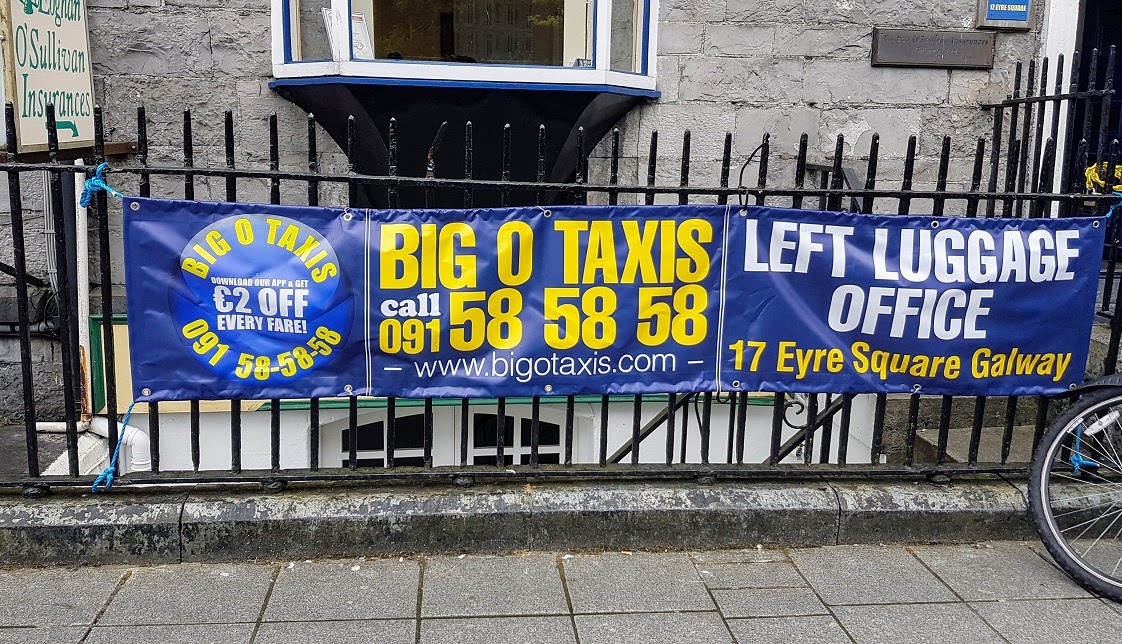 Loghan
O'Sullivan
Insurances
17 EYRE SQUARE
BIG O TAXIS
DOWNLOAD OUR APP & GET
€2 OFF
EVERY FARE!
091 58-58-58
BIG O TAXIS
call
091 58 58 58
- www.bigotaxis.com -
LEFT LUGGAGE
OFFICE
17 Eyre Square Galway